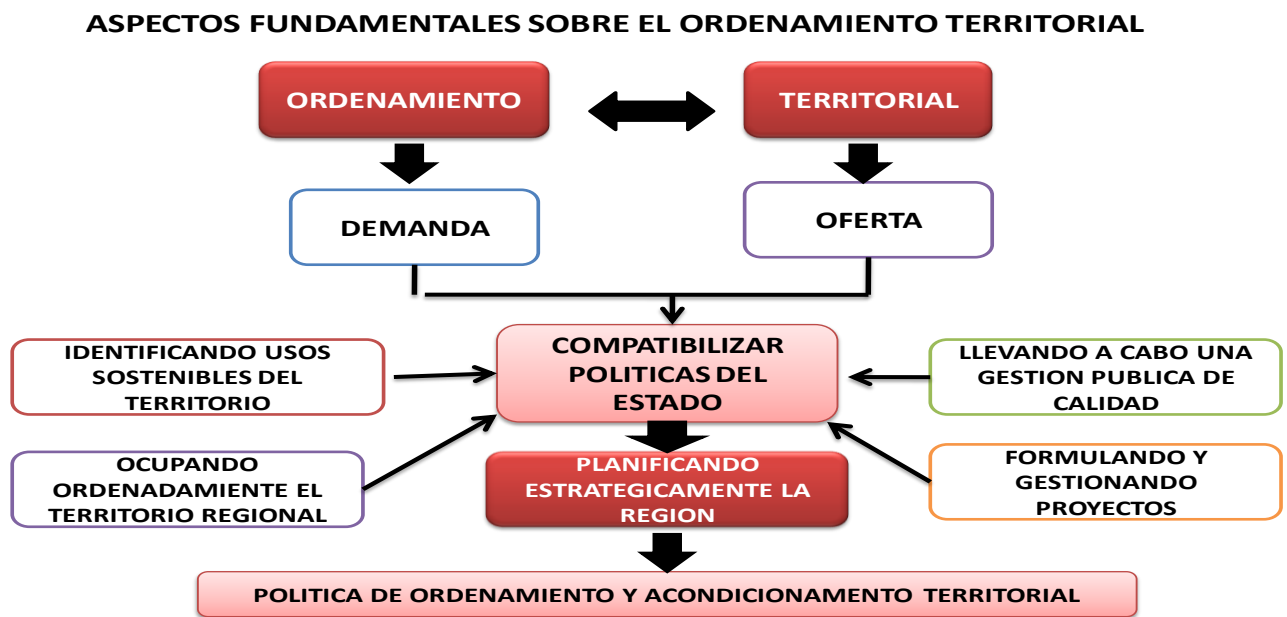 ASPECTOS FUNDAMENTALES SOBRE EL ORDENAMIENTO TERRITORIAL
ORDENAMIENTO
TERRITORIAL
DEMANDA
OFERTA
IDENTIFICANDO USOS
SOSTENIBLES DEL
TERRITORIO
COMPATIBILIZAR
POLITICAS DEL
ESTADO
LLEVANDO A CABO UNA
GESTION PUBLICA DE
CALIDAD
OCUPANDO
ORDENADAMIENTE EL
TERRITORIO REGIONAL
PLANIFICANDO
ESTRATEGICAMENTE LA
REGION
FORMULANDO Y
GESTIONANDO
PROYECTOS
POLITICA DE ORDENAMIENTO Y ACONDICIONAMENTO TERRITORIAL